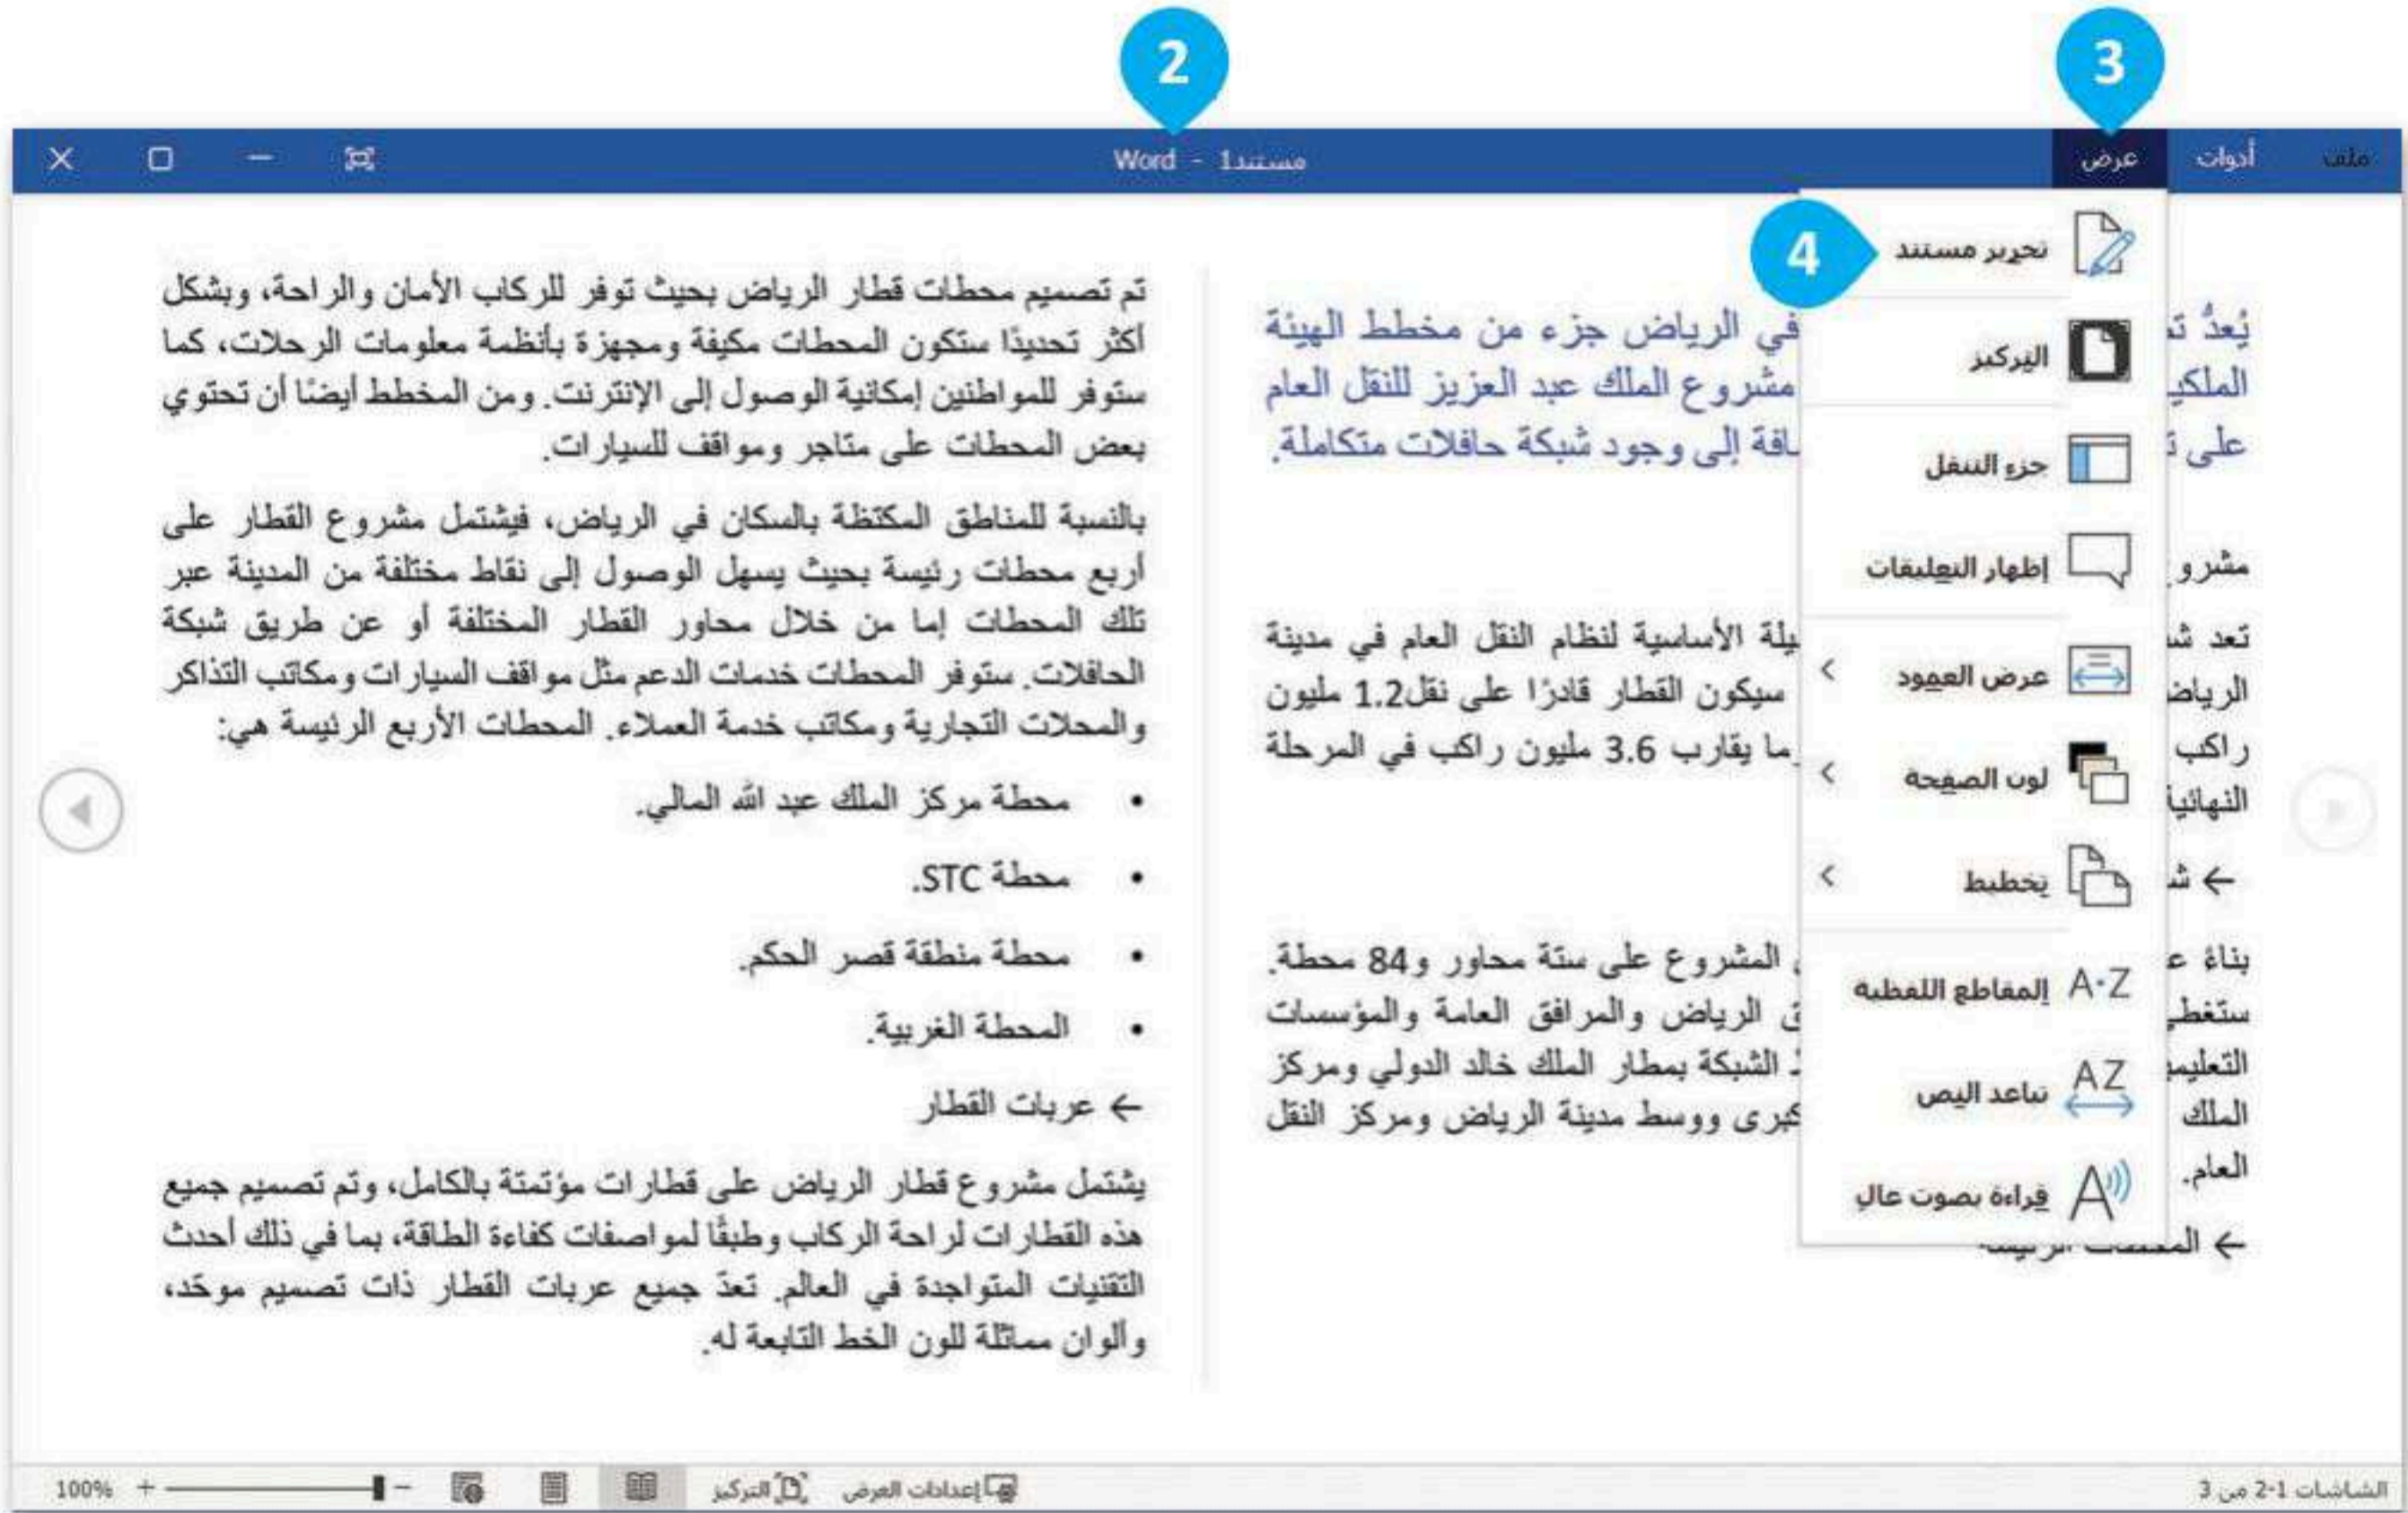 2
3
ملف
أدوات
عرض
مستند1 - Word
4
تحرير مستند
التركيز
جزء التنقل
إظهار التعليقات
عرض العمود
لون الصفحة
تخطيط
A·Z المقاطع اللفظية
AZ تباعد النص
A قراءة بصوت عالٍ
يُعدُّ
في الرياض جزء من مخطط الهيئة
مشروع الملك عبد العزيز للنقل العام
على
إلى وجود شبكة حافلات متكاملة.
تعد
الأساسية لنظام النقل العام في مدينة
سيكون القطار قادرًا على نقل1.2 مليون
راكب ما يقارب 3.6 مليون راكب في المرحلة
←
بناءً المشروع على ستة محاور و84 محطة.
الرياض والمرافق العامة والمؤسسات
الشبكة بمطار الملك خالد الدولي ومركز
الملك كبرى ووسط مدينة الرياض ومركز النقل
العام.
←
تم تصميم محطات قطار الرياض بحيث توفر للركاب الأمان والراحة، وبشكل
أكثر تحديدًا ستكون المحطات مكيفة ومجهزة بأنظمة معلومات الرحلات، كما
ستوفر للمواطنين إمكانية الوصول إلى الإنترنت. ومن المخطط أيضًا أن تحتوي
بعض المحطات على متاجر ومواقف للسيارات.
بالنسبة للمناطق المكتظة بالسكان في الرياض، فيشتمل مشروع القطار على
أربع محطات رئيسة بحيث يسهل الوصول إلى نقاط مختلفة من المدينة عبر
تلك المحطات إما من خلال محاور القطار المختلفة أو عن طريق شبكة
الحافلات. ستوفر المحطات خدمات الدعم مثل مواقف السيارات ومكاتب التذاكر
والمحلات التجارية ومكاتب خدمة العملاء. المحطات الأربع الرئيسة هي:
• محطة مركز الملك عبد الله المالي.
• محطة STC.
• محطة منطقة قصر الحكم.
• المحطة الغربية.
← عربات القطار
يشتمل مشروع قطار الرياض على قطارات مؤتمتة بالكامل، وتم تصميم جميع
هذه القطارات لراحة الركاب وطبقًا لمواصفات كفاءة الطاقة، بما في ذلك أحدث
التقنيات المتواجدة في العالم. تعدّ جميع عربات القطار ذات تصميم موحّد،
وألوان مماثلة للون الخط التابعة له.
الشاشات 1-2 من 3
إعدادات العرض
التركيز
100%